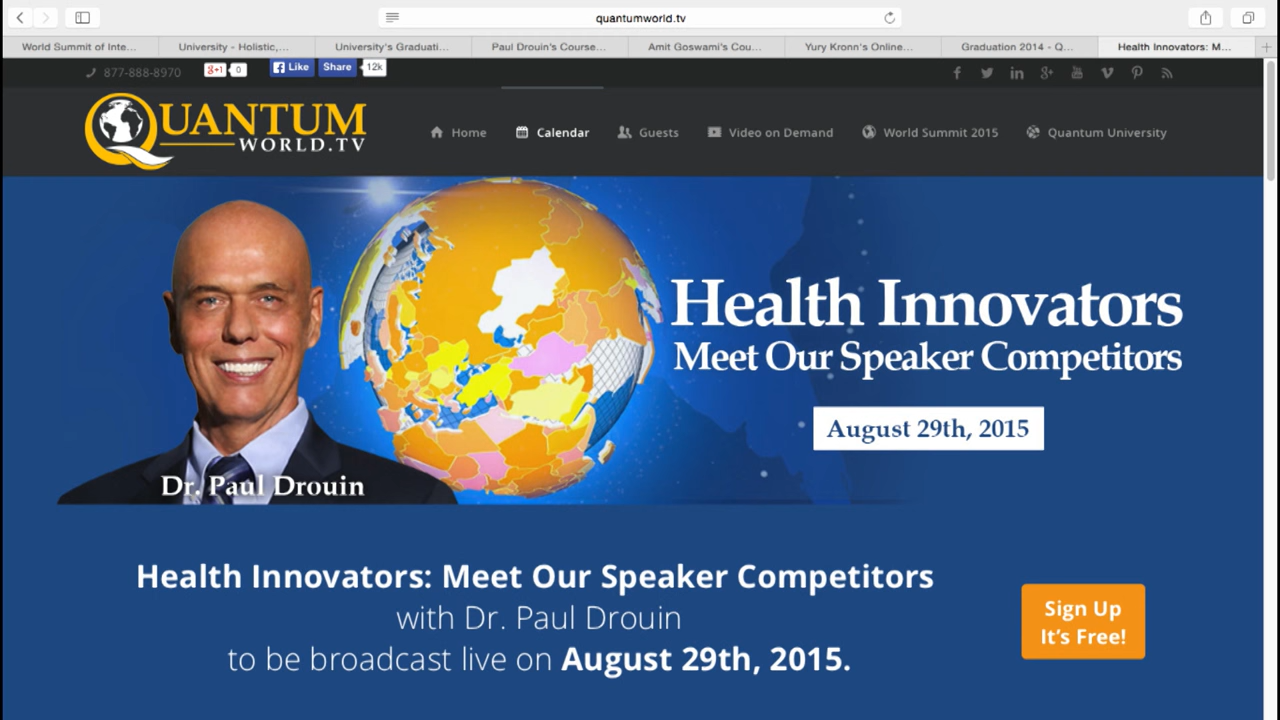 quantumworld.tv
World Summit of Inte...
University - Holistic,...
University's Graduati...
Paul Drouin's Course...
Amit Goswami's Cou...
Yury Kronn's Online...
Graduation 2014 - Q...
Health Innovators: M...
877-888-8970
g+1 0
Like
Share
12k
QUANTUM
WORLD.TV
Home
Calendar
Guests
Video on Demand
World Summit 2015
Quantum University
Health Innovators
Meet Our Speaker Competitors
August 29th, 2015
Dr. Paul Drouin
Health Innovators: Meet Our Speaker Competitors
with Dr. Paul Drouin
to be broadcast live on August 29th, 2015.
Sign Up
It's Free!